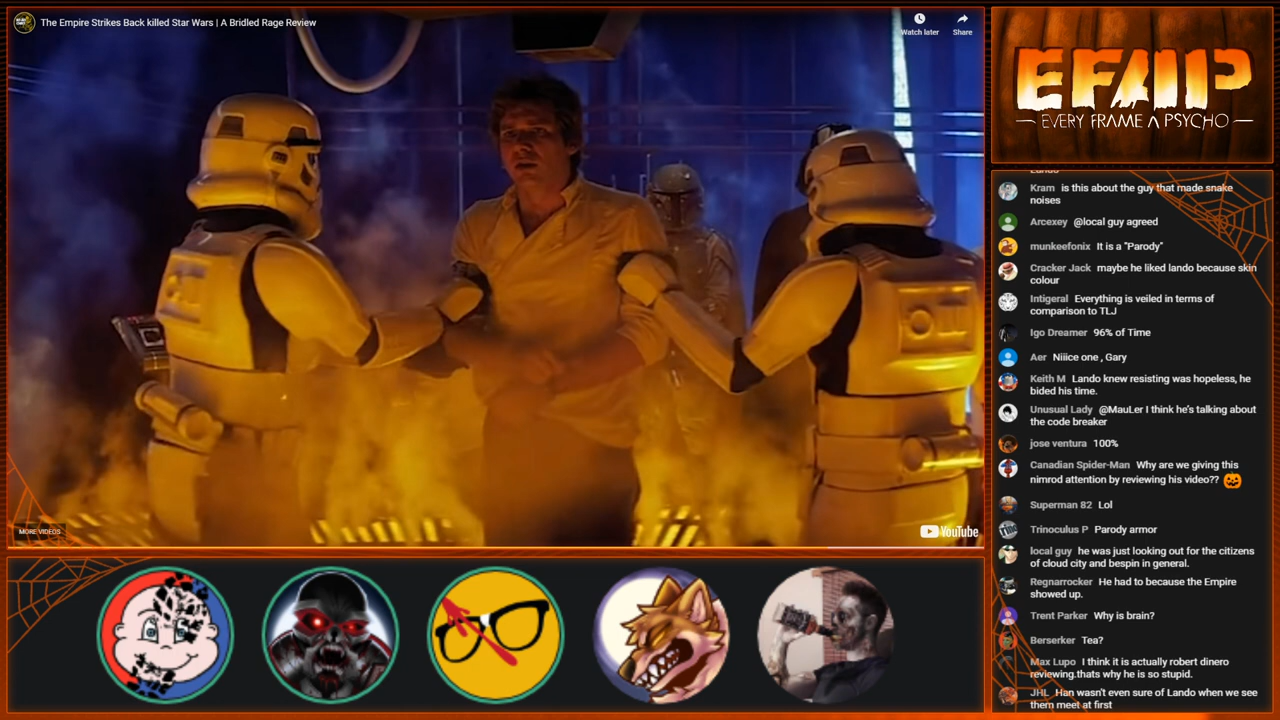 The Empire Strikes Back killed Star Wars | A Bridled Rage Review
Watch later
Share
MORE VIDEOS
YouTube
EFAP
EVERY FRAME A PSYCHO
Lando
Kram is this about the guy that made snake
noises
Arcexey @local guy agreed
munkeefonix It is a "Parody"
Cracker Jack maybe he liked lando because skin
colour
Intigeral Everything is veiled in terms of
comparison to TLJ
Igo Dreamer 96% of Time
Aer Niiice one , Gary
Keith M Lando knew resisting was hopeless, he
bided his time.
Unusual Lady @MauLer I think he's talking about
the code breaker
jose ventura 100%
Canadian Spider-Man Why are we giving this
nimrod attention by reviewing his video??
Superman 82 Lol
Trinoculus P Parody armor
local guy he was just looking out for the citizens
of cloud city and bespin in general.
Regnarrocker He had to because the Empire
showed up.
Trent Parker Why is brain?
Berserker Tea?
Max Lupo I think it is actually robert dinero
reviewing.thats why he is so stupid.
JHL Han wasn't even sure of Lando when we see
them meet at first